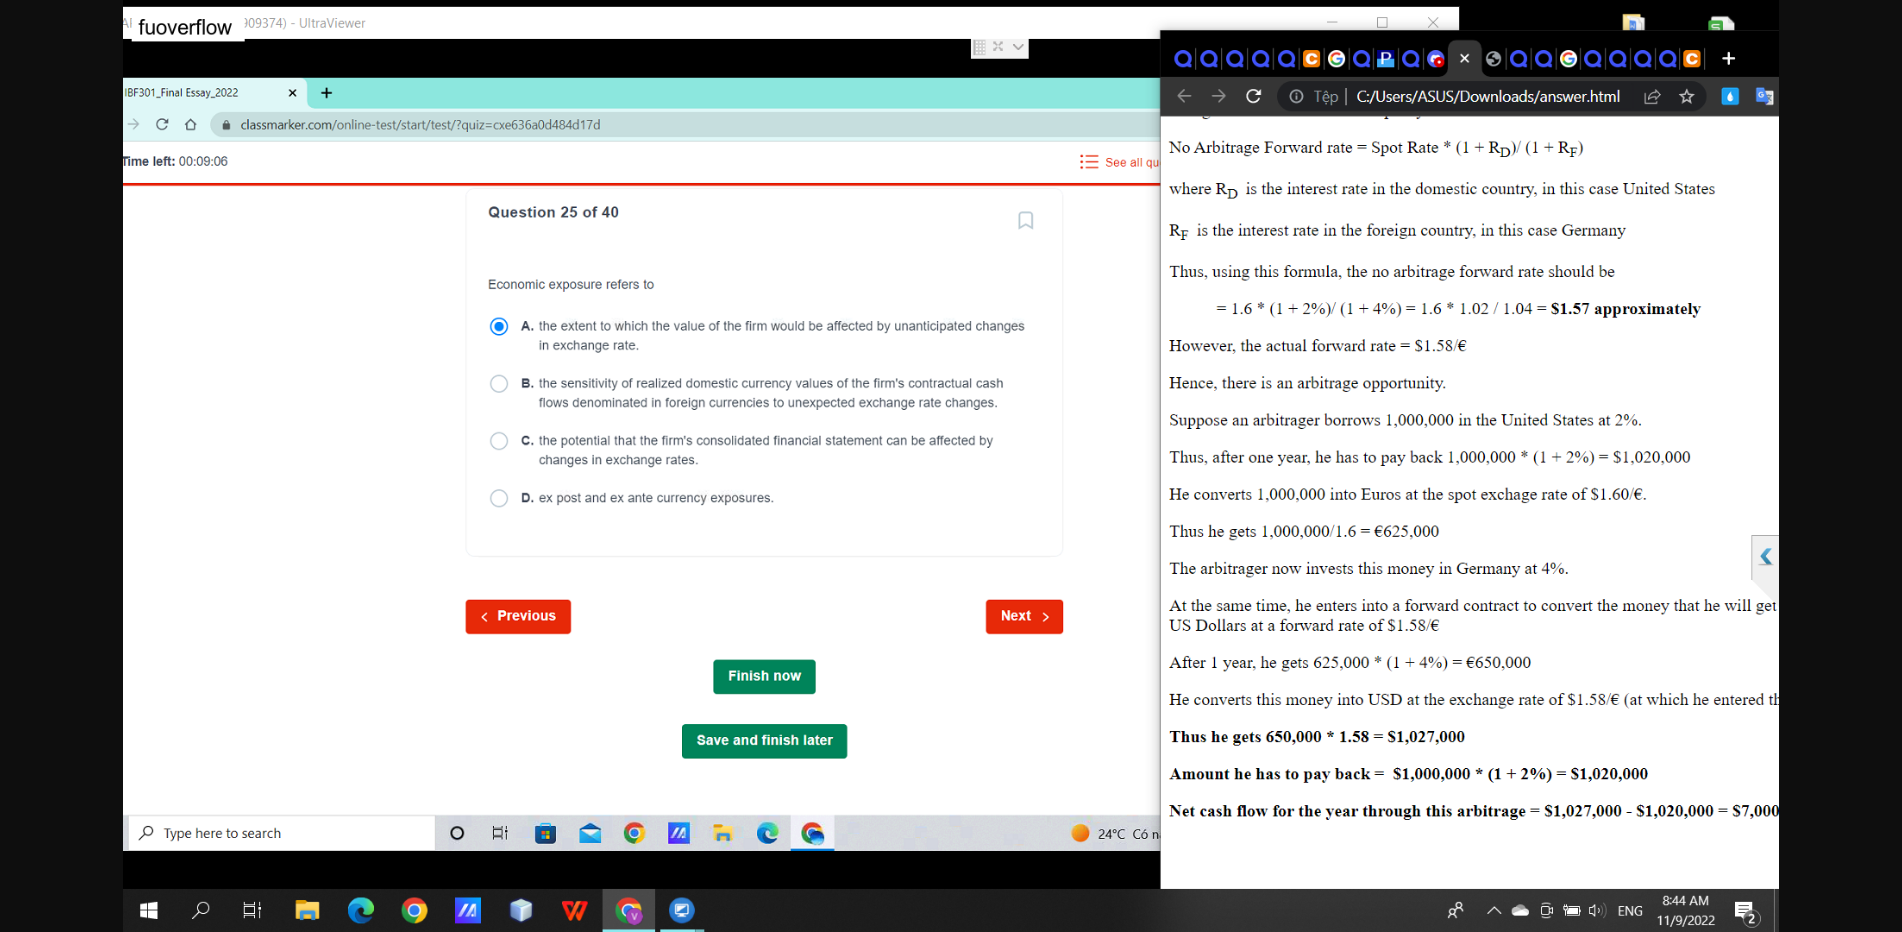 fuoverflow
909374) - UltraViewer
IBF301_Final Essay_2022
classmarker.com/online-test/start/test/?quiz=cxe636a0d484d17d
Time left: 00:09:06
See all qu
Question 25 of 40
Economic exposure refers to
A. the extent to which the value of the firm would be affected by unanticipated changes
in exchange rate.
B. the sensitivity of realized domestic currency values of the firm's contractual cash
flows denominated in foreign currencies to unexpected exchange rate changes.
C. the potential that the firm's consolidated financial statement can be affected by
changes in exchange rates.
D. ex post and ex ante currency exposures.
Previous
Next
Finish now
Save and finish later
Type here to search
24°C Có n
Tệp | C:/Users/ASUS/Downloads/answer.html
No Arbitrage Forward rate = Spot Rate * (1 + RD)/ (1 + RF)
where RD is the interest rate in the domestic country, in this case United States
RF is the interest rate in the foreign country, in this case Germany
Thus, using this formula, the no arbitrage forward rate should be
= 1.6 * (1 + 2%)/ (1 + 4%) = 1.6 * 1.02 / 1.04 = $1.57 approximately
However, the actual forward rate = $1.58/€
Hence, there is an arbitrage opportunity.
Suppose an arbitrager borrows 1,000,000 in the United States at 2%.
Thus, after one year, he has to pay back 1,000,000 * (1 + 2%) = $1,020,000
He converts 1,000,000 into Euros at the spot exchage rate of $1.60/€.
Thus he gets 1,000,000/1.6 = €625,000
The arbitrager now invests this money in Germany at 4%.
At the same time, he enters into a forward contract to convert the money that he will get
US Dollars at a forward rate of $1.58/€
After 1 year, he gets 625,000 * (1 + 4%) = €650,000
He converts this money into USD at the exchange rate of $1.58/€ (at which he entered th
Thus he gets 650,000 * 1.58 = $1,027,000
Amount he has to pay back = $1,000,000 * (1 + 2%) = $1,020,000
Net cash flow for the year through this arbitrage = $1,027,000 - $1,020,000 = $7,000
ENG
8:44 AM
11/9/2022
2